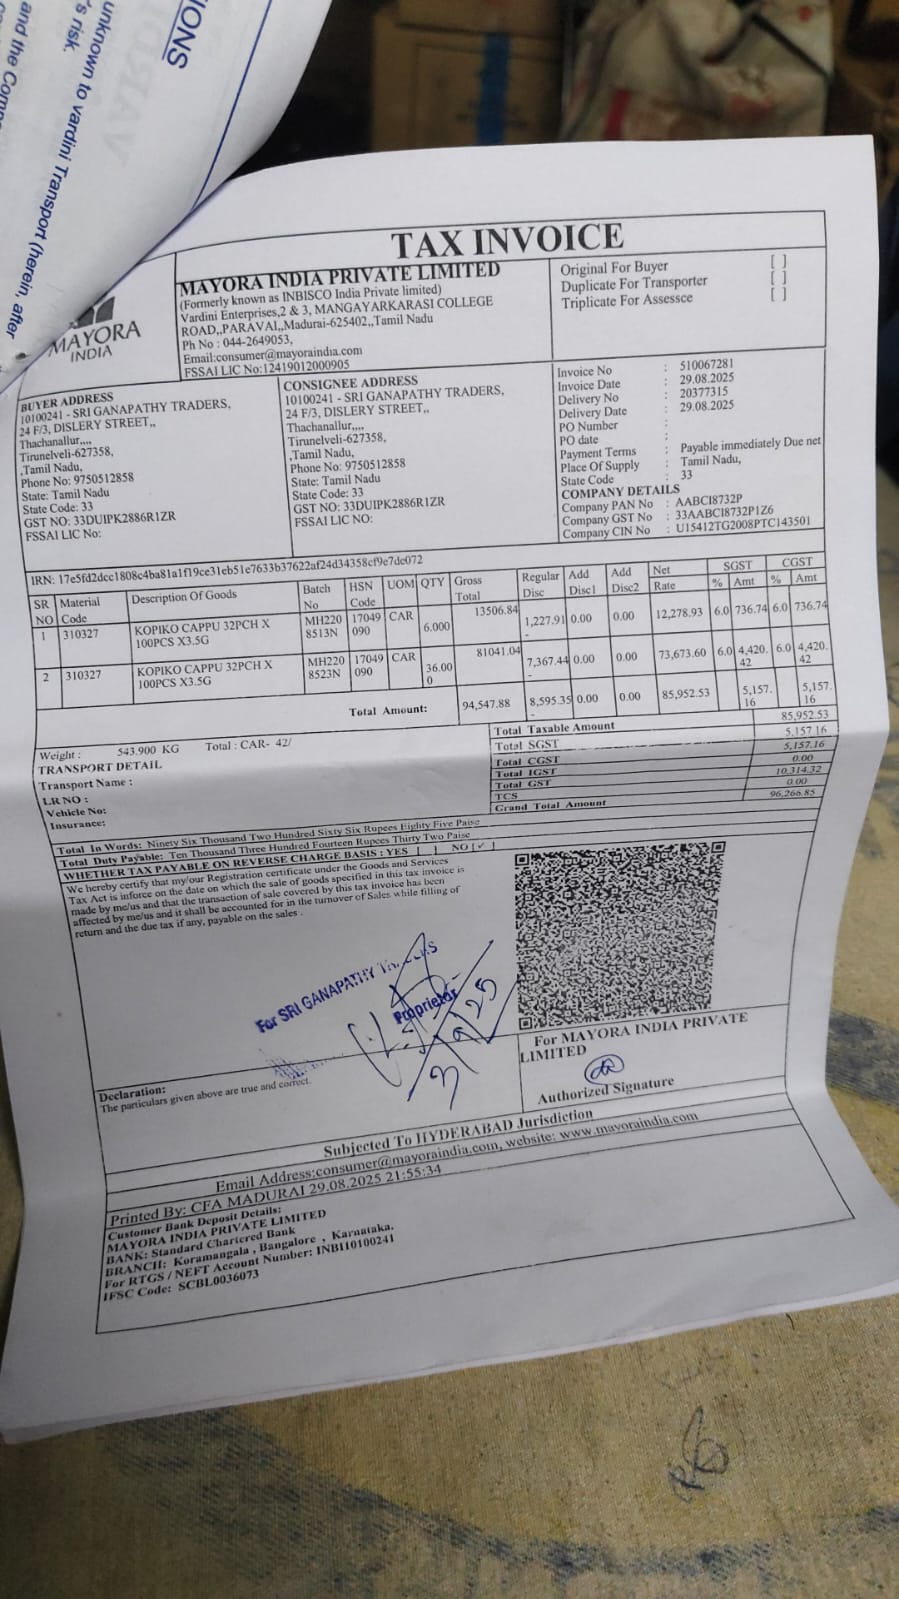 IONS
unknown to vardini Transport (herein, after
's risk.
and the Comp
TAX INVOICE
MAYORA
INDIA
MAYORA INDIA PRIVATE LIMITED
(Formerly known as INBISCO India Private limited)
Vardini Enterprises,2 & 3, MANGAYARKARASI COLLEGE
ROAD,,PARAVAI,,Madurai-625402,,Tamil Nadu
Ph No : 044-2649053,
Email:consumer@mayoraindia.com
FSSAI LIC No:12419012000905
Original For Buyer [ ]
Duplicate For Transporter [ ]
Triplicate For Assessce [ ]
BUYER ADDRESS
10100241 - SRI GANAPATHY TRADERS,
24 F/3, DISLERY STREET,,
Thachanallur,,,,
Tirunelveli-627358,
,Tamil Nadu,
Phone No: 9750512858
State: Tamil Nadu
State Code: 33
GST NO: 33DUIPK2886R1ZR
FSSAI LIC No:
CONSIGNEE ADDRESS
10100241 - SRI GANAPATHY TRADERS,
24 F/3, DISLERY STREET,,
Thachanallur,,,,
Tirunelveli-627358,
,Tamil Nadu,
Phone No: 9750512858
State: Tamil Nadu
State Code: 33
GST NO: 33DUIPK2886R1ZR
FSSAI LIC NO:
Invoice No : 510067281
Invoice Date : 29.08.2025
Delivery No : 20377315
Delivery Date : 29.08.2025
PO Number :
PO date :
Payment Terms : Payable immediately Due net
Place Of Supply : Tamil Nadu,
State Code : 33
COMPANY DETAILS
Company PAN No : AABCI8732P
Company GST No : 33AABCI8732P1Z6
Company CIN No : U15412TG2008PTC143501
IRN: 17e5fd2dcc1808c4ba81a1f19ce31eb51e7633b37622af24d34358cf9e7de072
SR NO Material Code Description Of Goods Batch No HSN Code UOM QTY Gross Total Regular Disc Add Disc1 Add Disc2 Net Rate SGST % Amt CGST % Amt
1 310327 KOPIKO CAPPU 32PCH X 100PCS X3.5G MH220 8513N 17049 090 CAR 6.000 13506.84 1,227.91- 0.00 0.00 12,278.93 6.0 736.74 6.0 736.74
2 310327 KOPIKO CAPPU 32PCH X 100PCS X3.5G MH220 8523N 17049 090 CAR 36.00 0 81041.04 7,367.44- 0.00 0.00 73,673.60 6.0 4,420. 42 6.0 4,420. 42
Total Amount: 94,547.88 8,595.35- 0.00 0.00 85,952.53 5,157. 16 5,157. 16
Weight : 543.900 KG Total : CAR- 42/
TRANSPORT DETAIL
Transport Name :
LR NO :
Vehicle No:
Insurance:
Total Taxable Amount 85,952.53
Total SGST 5,157.16
Total CGST 5,157.16
Total IGST 0.00
Total GST 10,314.32
TCS 0.00
Grand Total Amount 96,266.85
Total In Words: Ninety Six Thousand Two Hundred Sixty Six Rupees Eighty Five Paise
Total Duty Payable: Ten Thousand Three Hundred Fourteen Rupees Thirty Two Paise
WHETHER TAX PAYABLE ON REVERSE CHARGE BASIS : YES [ ] NO [✓]
We hereby certify that my/our Registration certificate under the Goods and Services
Tax Act is inforce on the date on which the sale of goods specified in this tax invoice is
made by me/us and that the transaction of sale covered by this tax invoice has been
affected by me/us and it shall be accounted for in the turnover of Sales while filling of
return and the due tax if any, payable on the sales .
For SRI GANAPATHY
Proprietor
3/9/25
For MAYORA INDIA PRIVATE
LIMITED
Authorized Signature
Declaration:
The particulars given above are true and correct.
Subjected To HYDERABAD Jurisdiction
Email Address:consumer@mayoraindia.com, website: www.mayoraindia.com
Printed By: CFA MADURAI 29.08.2025 21:55:34
Customer Bank Deposit Details:
MAYORA INDIA PRIVATE LIMITED
BANK: Standard Chartered Bank
BRANCH: Koramangala , Bangalore , Karnataka.
For RTGS / NEFT Account Number: INBI10100241
IFSC Code: SCBL0036073